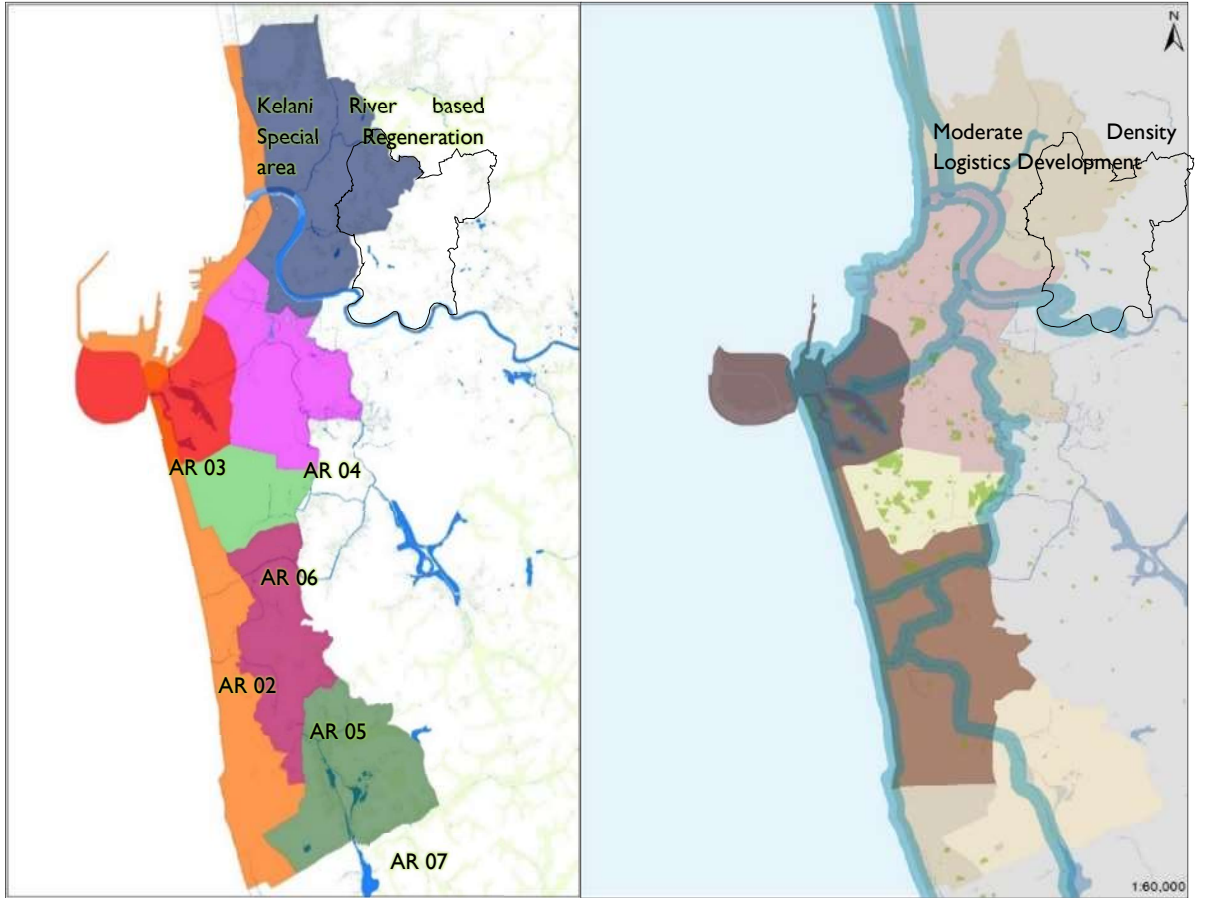 Kelani River based
Special Regeneration
area
AR 03
AR 04
AR 06
AR 02
AR 05
AR 07
N
Moderate Density
Logistics Development
1:60,000